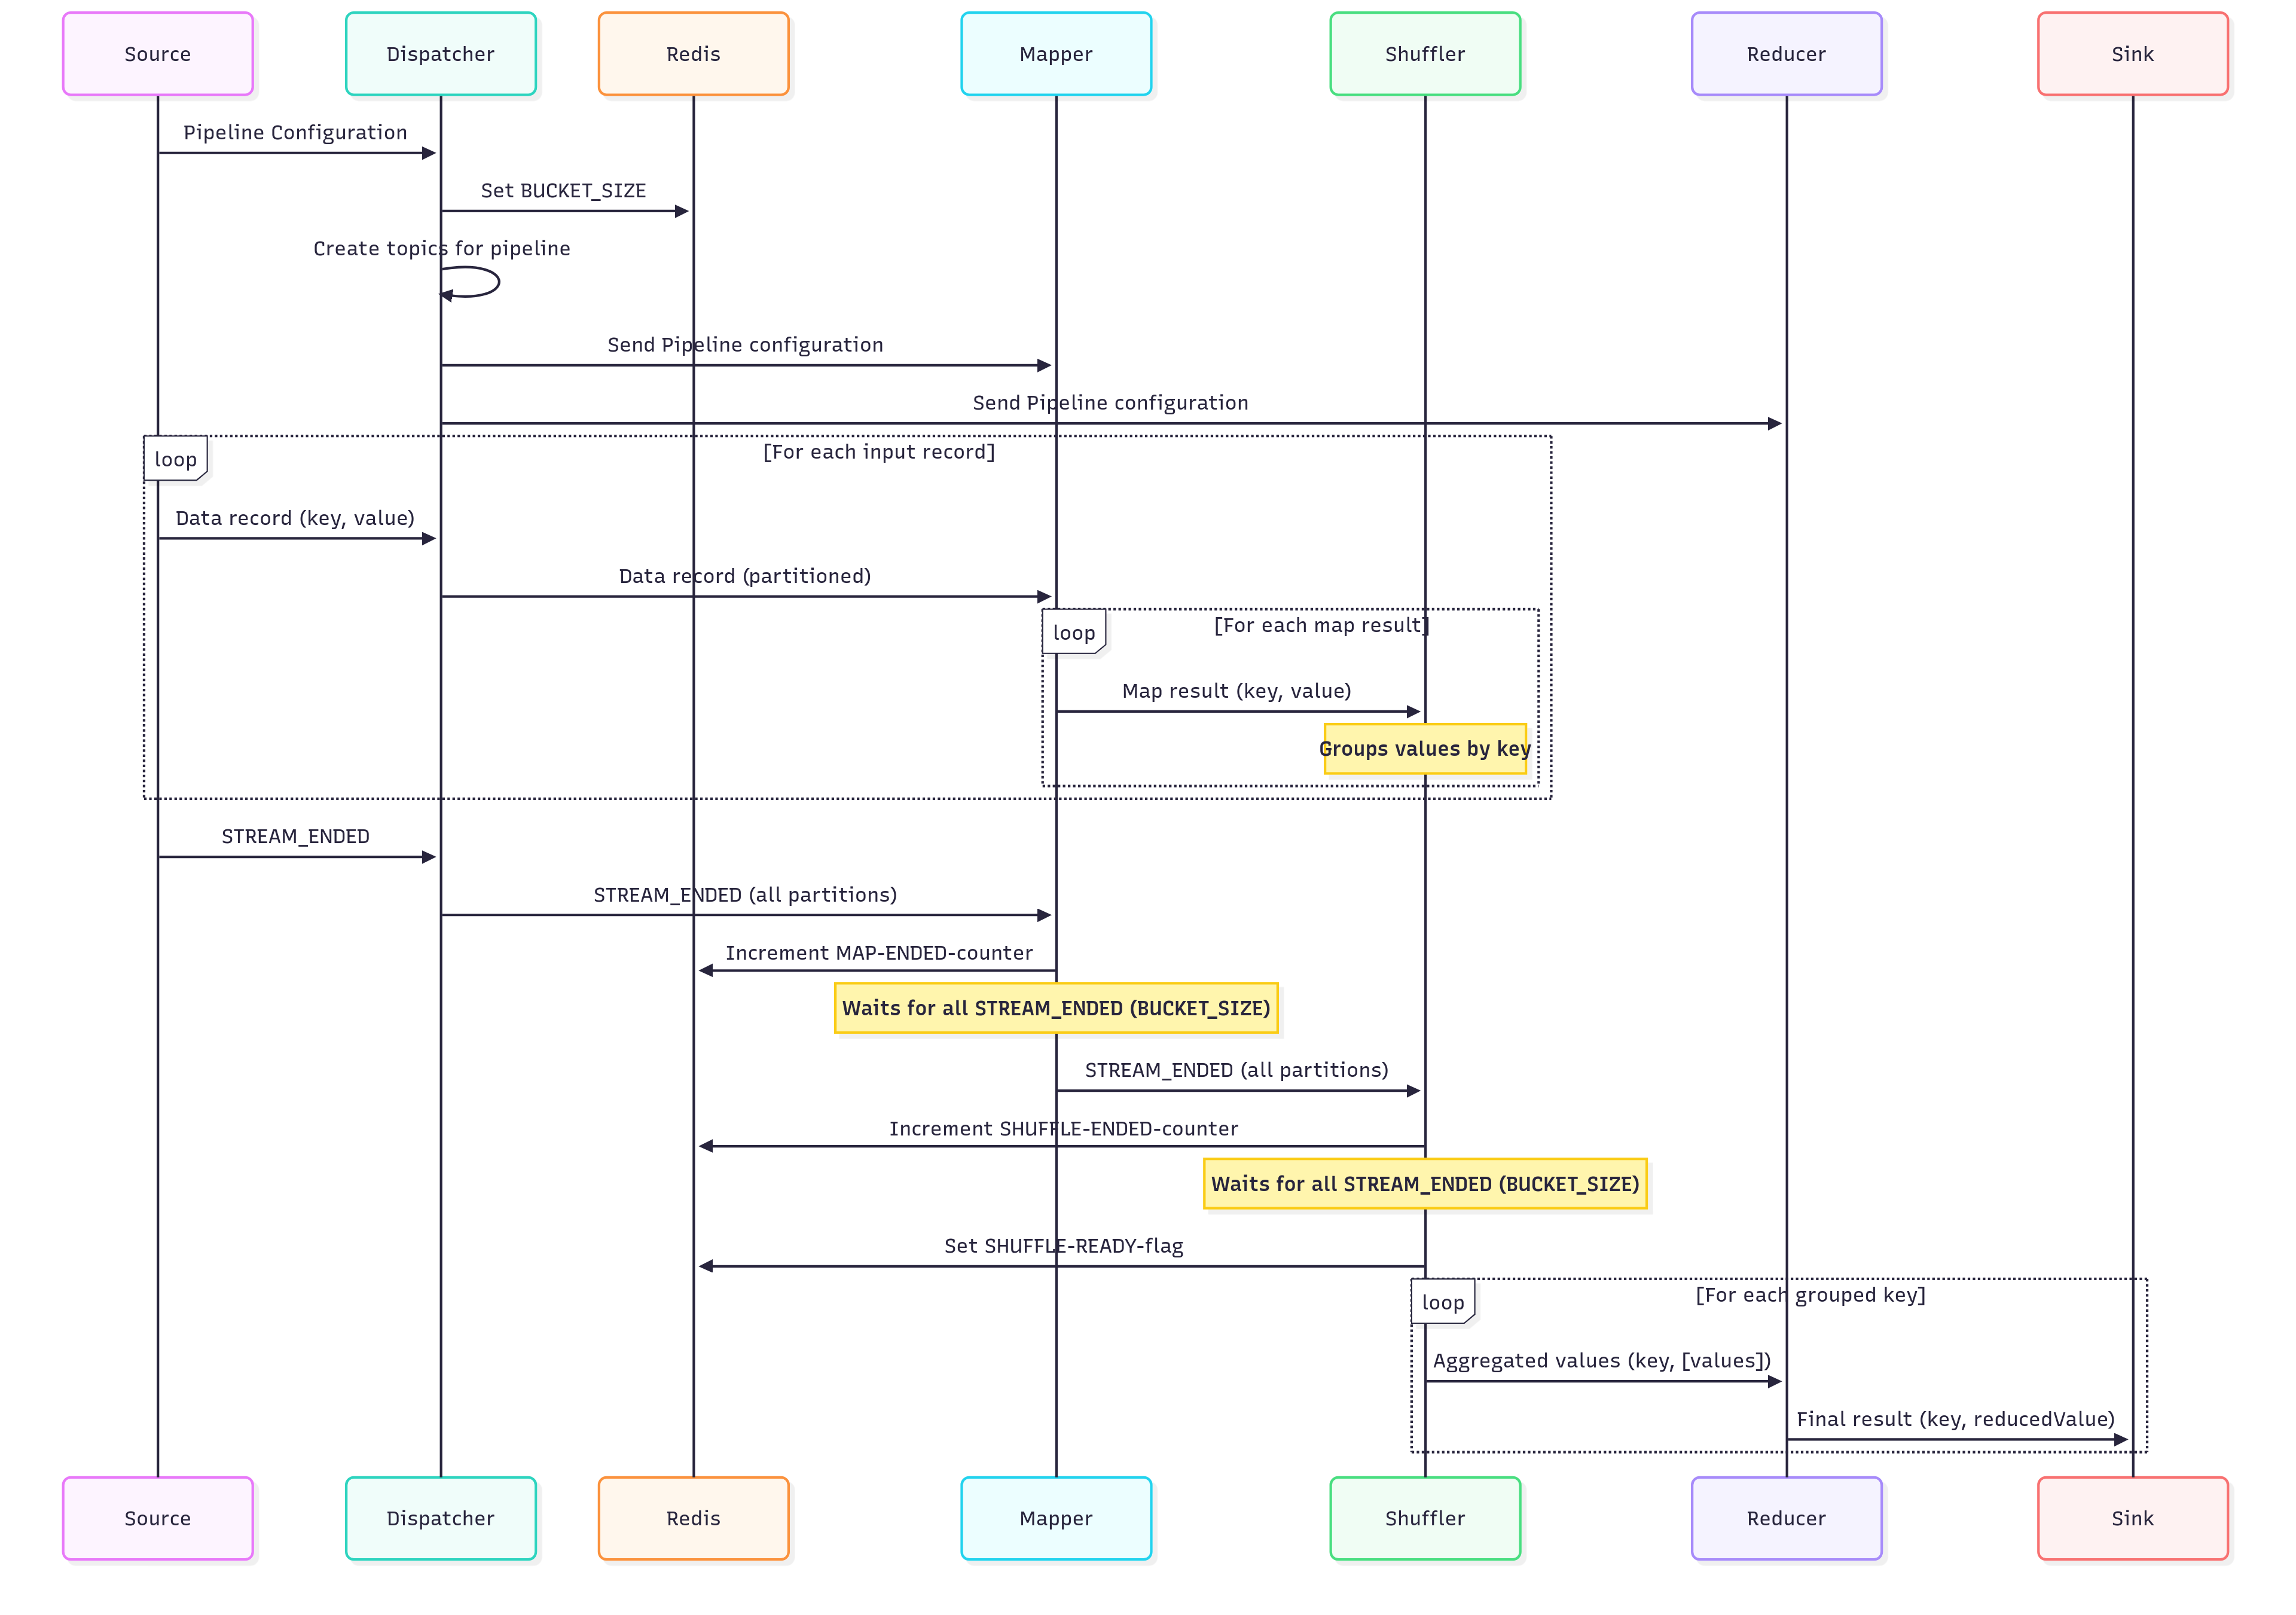 Source
Dispatcher
Redis
Mapper
Shuffler
Reducer
Sink
Pipeline Configuration
Set BUCKET_SIZE
Create topics for pipeline
Send Pipeline configuration
Send Pipeline configuration
loop
[For each input record]
Data record (key, value)
Data record (partitioned)
loop
[For each map result]
Map result (key, value)
Groups values by key
STREAM_ENDED
STREAM_ENDED (all partitions)
Increment MAP-ENDED-counter
Waits for all STREAM_ENDED (BUCKET_SIZE)
STREAM_ENDED (all partitions)
Increment SHUFFLE-ENDED-counter
Waits for all STREAM_ENDED (BUCKET_SIZE)
Set SHUFFLE-READY-flag
loop
[For each grouped key]
Aggregated values (key, [values])
Final result (key, reducedValue)
Source
Dispatcher
Redis
Mapper
Shuffler
Reducer
Sink